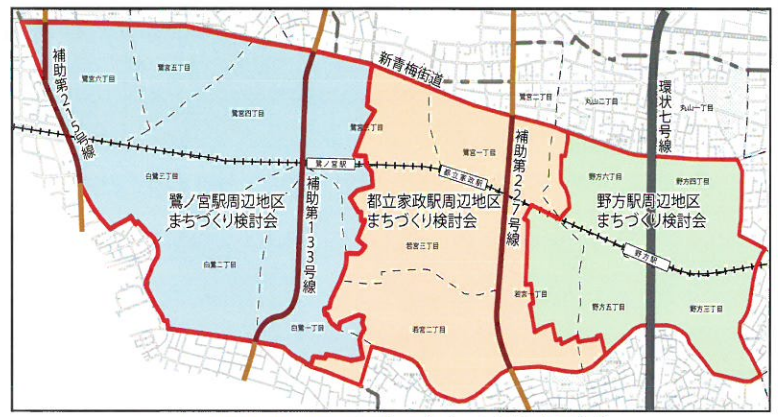 新青梅街道
補助第215号線
鷺宮六丁目
鷺宮五丁目
鷺宮四丁目
鷺宮三丁目
鷺宮二丁目
丸山二丁目
環状七号線
丸山一丁目
鷺宮一丁目
補助第227号線
白鷺三丁目
鷺ノ宮駅
都立家政駅
野方六丁目
野方四丁目
鷺ノ宮駅周辺地区
まちづくり検討会
補助第133号線
都立家政駅周辺地区
まちづくり検討会
野方駅周辺地区
まちづくり検討会
若宮三丁目
野方駅
白鷺二丁目
若宮一丁目
野方五丁目
野方三丁目
白鷺一丁目
若宮二丁目